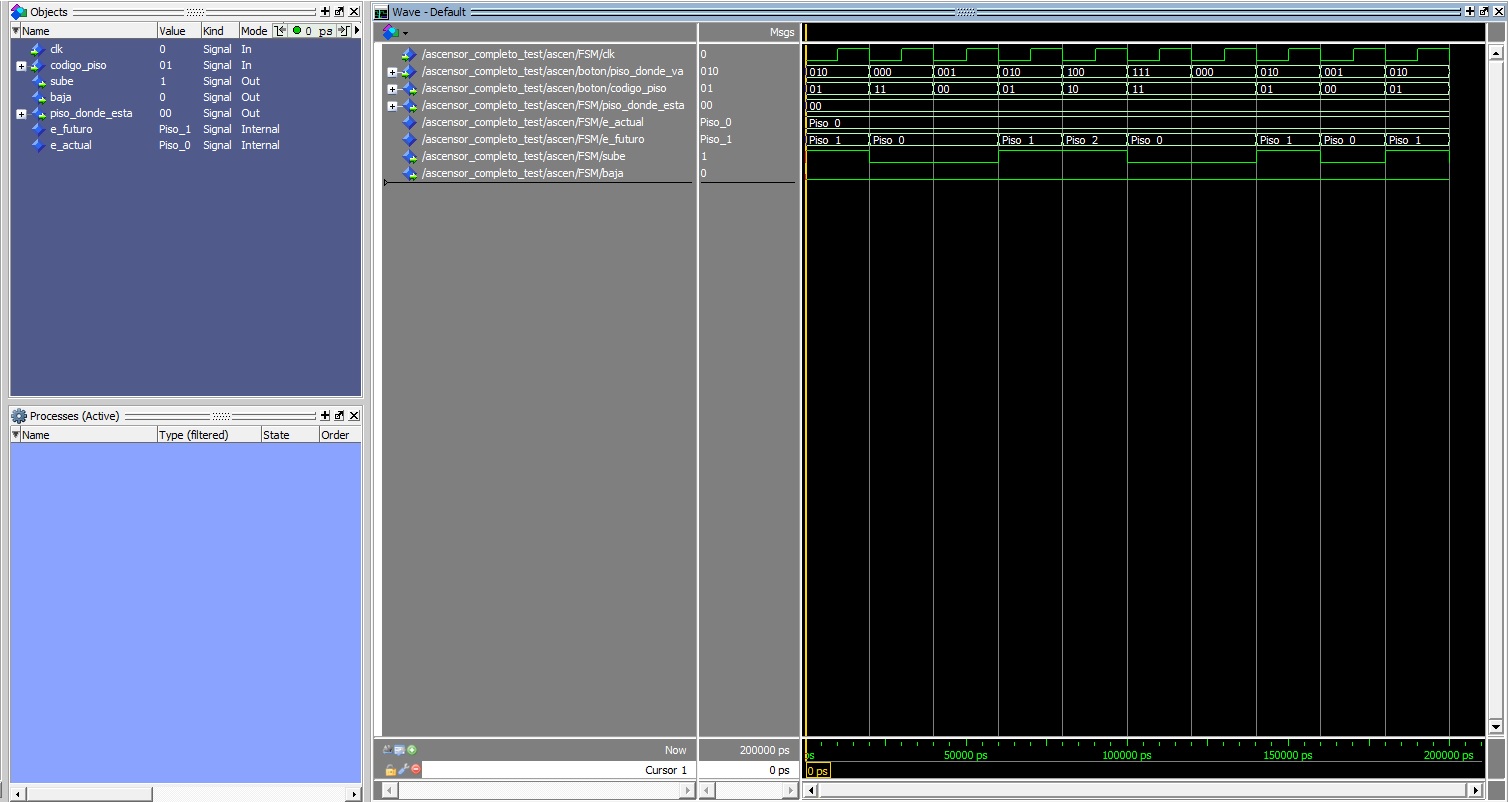 Objects
Name Value Kind Mode 0 ps
clk 0 Signal In
codigo_piso 01 Signal In
sube 1 Signal Out
baja 0 Signal Out
piso_donde_esta 00 Signal Out
e_futuro Piso_1 Signal Internal
e_actual Piso_0 Signal Internal
Processes (Active)
Name Type (filtered) State Order
Wave - Default
Msgs
/ascensor_completo_test/ascen/FSM/clk 0
/ascensor_completo_test/ascen/boton/piso_donde_va 010 010 000 001 010 100 111 000 010 001 010
/ascensor_completo_test/ascen/boton/codigo_piso 01 01 11 00 01 10 11 01 00 01
/ascensor_completo_test/ascen/FSM/piso_donde_esta 00 00
/ascensor_completo_test/ascen/FSM/e_actual Piso_0 Piso_0
/ascensor_completo_test/ascen/FSM/e_futuro Piso_1 Piso_1 Piso_0 Piso_1 Piso_2 Piso_0 Piso_1 Piso_0 Piso_1
/ascensor_completo_test/ascen/FSM/sube 1
/ascensor_completo_test/ascen/FSM/baja 0
Now 200000 ps ps 50000 ps 100000 ps 150000 ps 200000 ps
Cursor 1 0 ps 0 ps